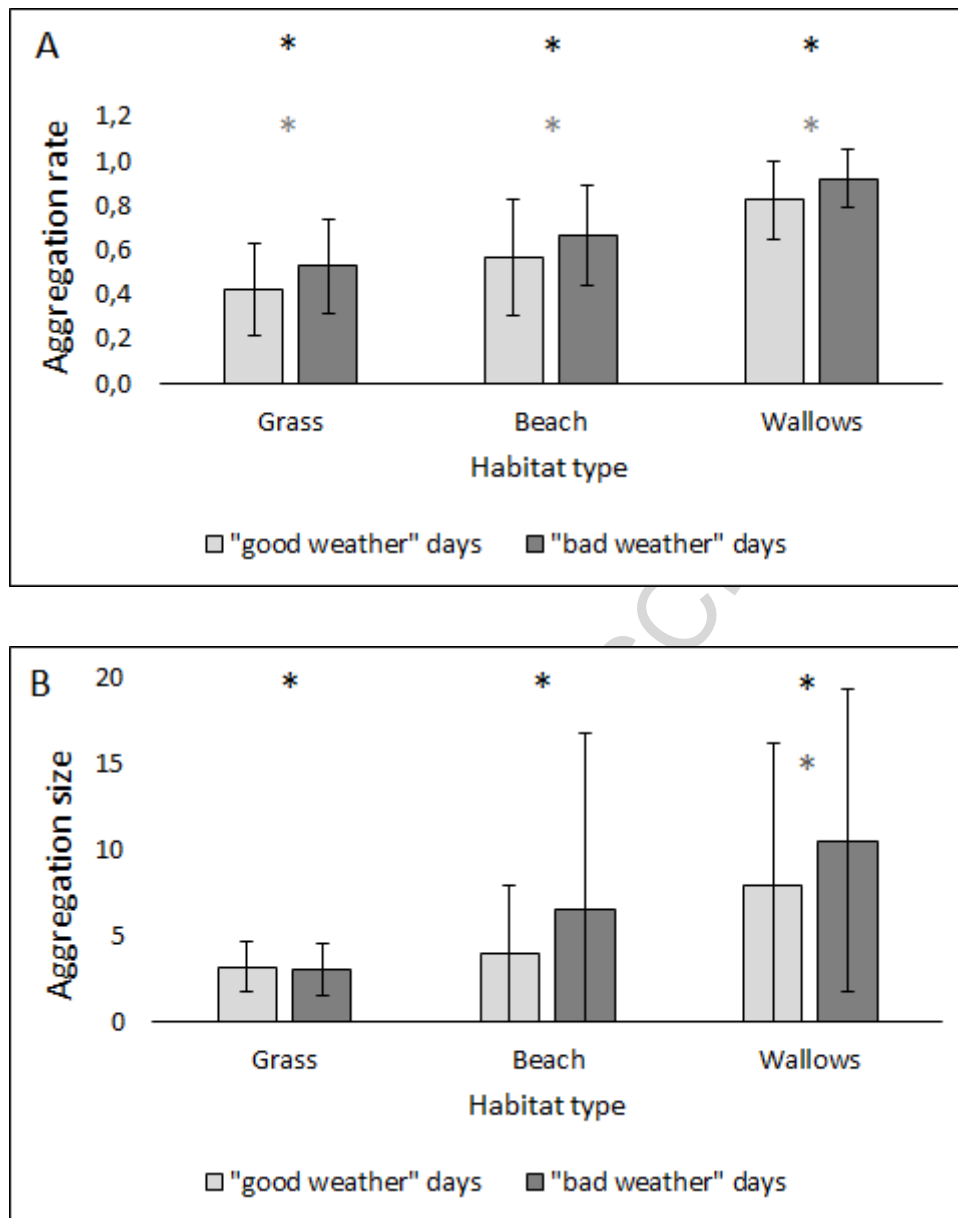 A
* * *
* * *
Aggregation rate
1,2
1,0
0,8
0,6
0,4
0,2
0,0
Grass Beach Wallows
Habitat type
"good weather" days "bad weather" days
B
* * *
*
Aggregation size
20
15
10
5
0
Grass Beach Wallows
Habitat type
"good weather" days "bad weather" days